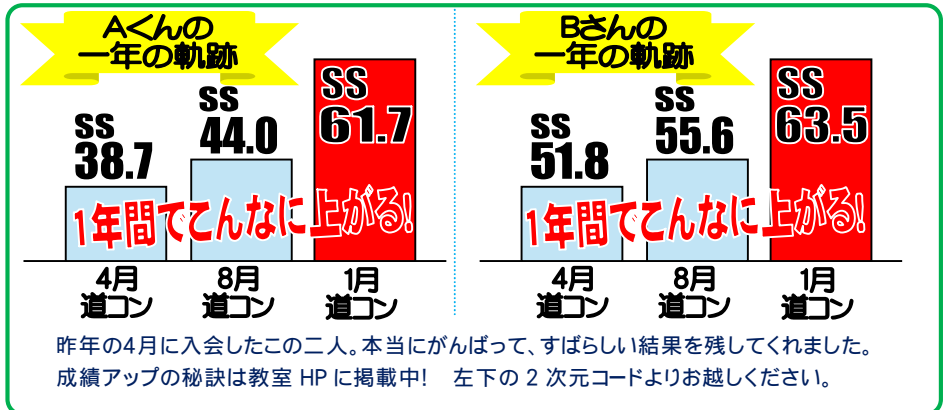 Aくんの
一年の軌跡
SS
38.7
SS
44.0
SS
61.7
1年間でこんなに上がる!
4月
道コン
8月
道コン
1月
道コン
Bさんの
一年の軌跡
SS
51.8
SS
55.6
SS
63.5
1年間でこんなに上がる!
4月
道コン
8月
道コン
1月
道コン
昨年の4月に入会したこの二人。本当にがんばって、すばらしい結果を残してくれました。
成績アップの秘訣は教室 HP に掲載中!　左下の 2 次元コードよりお越しください。